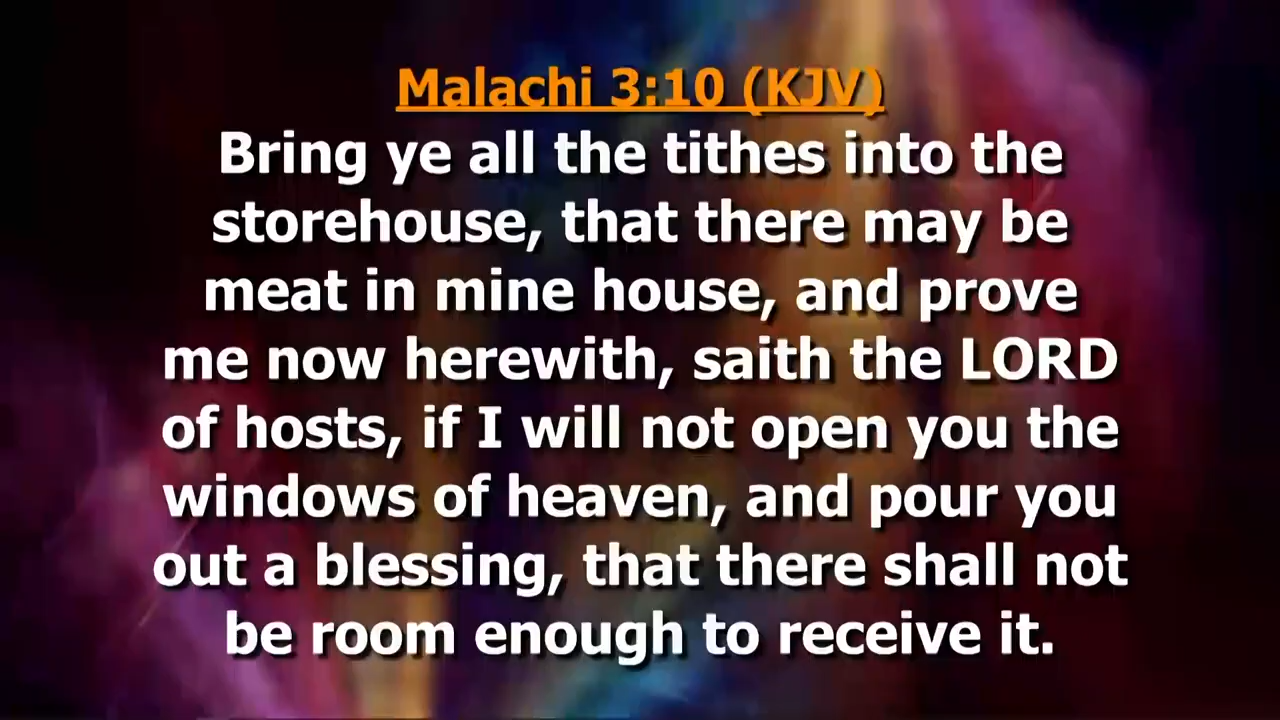 Malachi 3:10 (KJV)
Bring ye all the tithes into the
storehouse, that there may be
meat in mine house, and prove
me now herewith, saith the LORD
of hosts, if I will not open you the
windows of heaven, and pour you
out a blessing, that there shall not
be room enough to receive it.